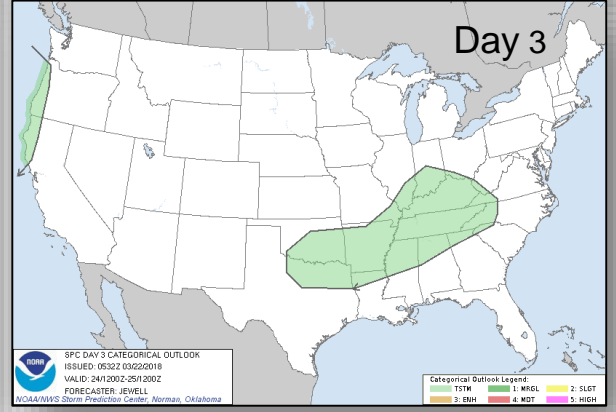 Day 3
NOAA
SPC DAY 3 CATEGORICAL OUTLOOK
ISSUED: 0532Z 03/22/2018
VALID: 24/1200Z-25/1200Z
FORECASTER: JEWELL
NOAA/NWS Storm Prediction Center, Norman, Oklahoma
Categorical Outlook Legend:
TSTM 1: MRGL 2: SLGT
3: ENH 4: MDT 5: HIGH